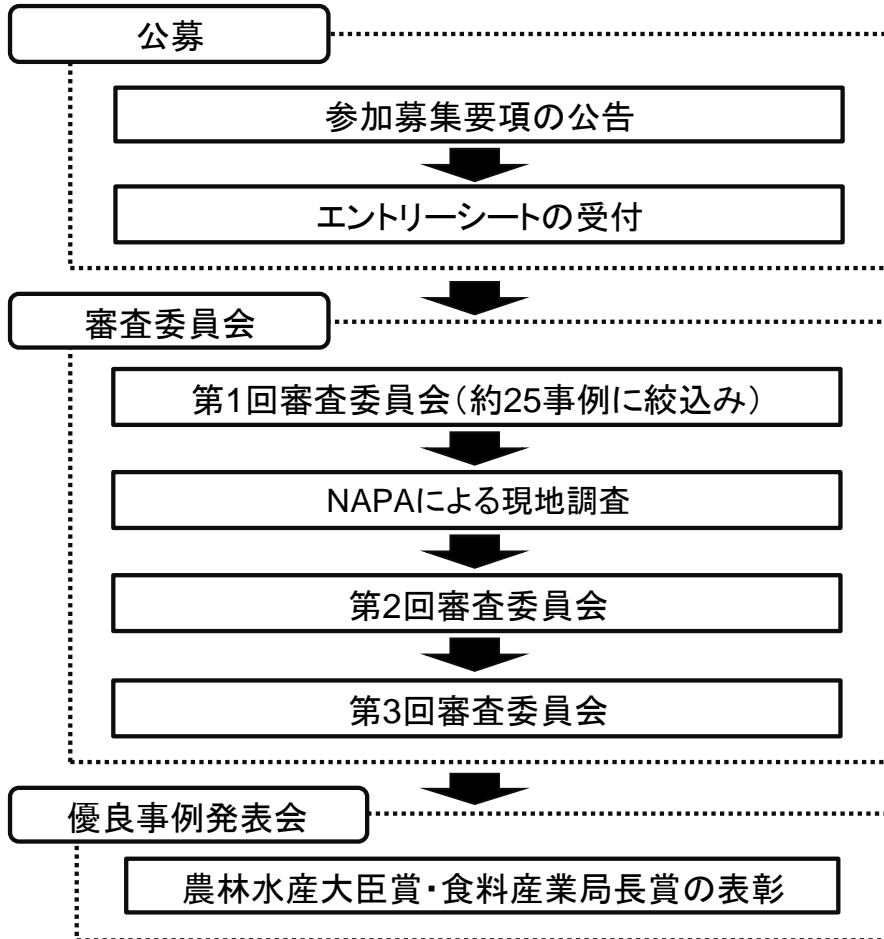 公募
参加募集要項の公告
エントリーシートの受付
審査委員会
第1回審査委員会（約25事例に絞込み）
NAPAによる現地調査
第2回審査委員会
第3回審査委員会
優良事例発表会
農林水産大臣賞・食料産業局長賞の表彰